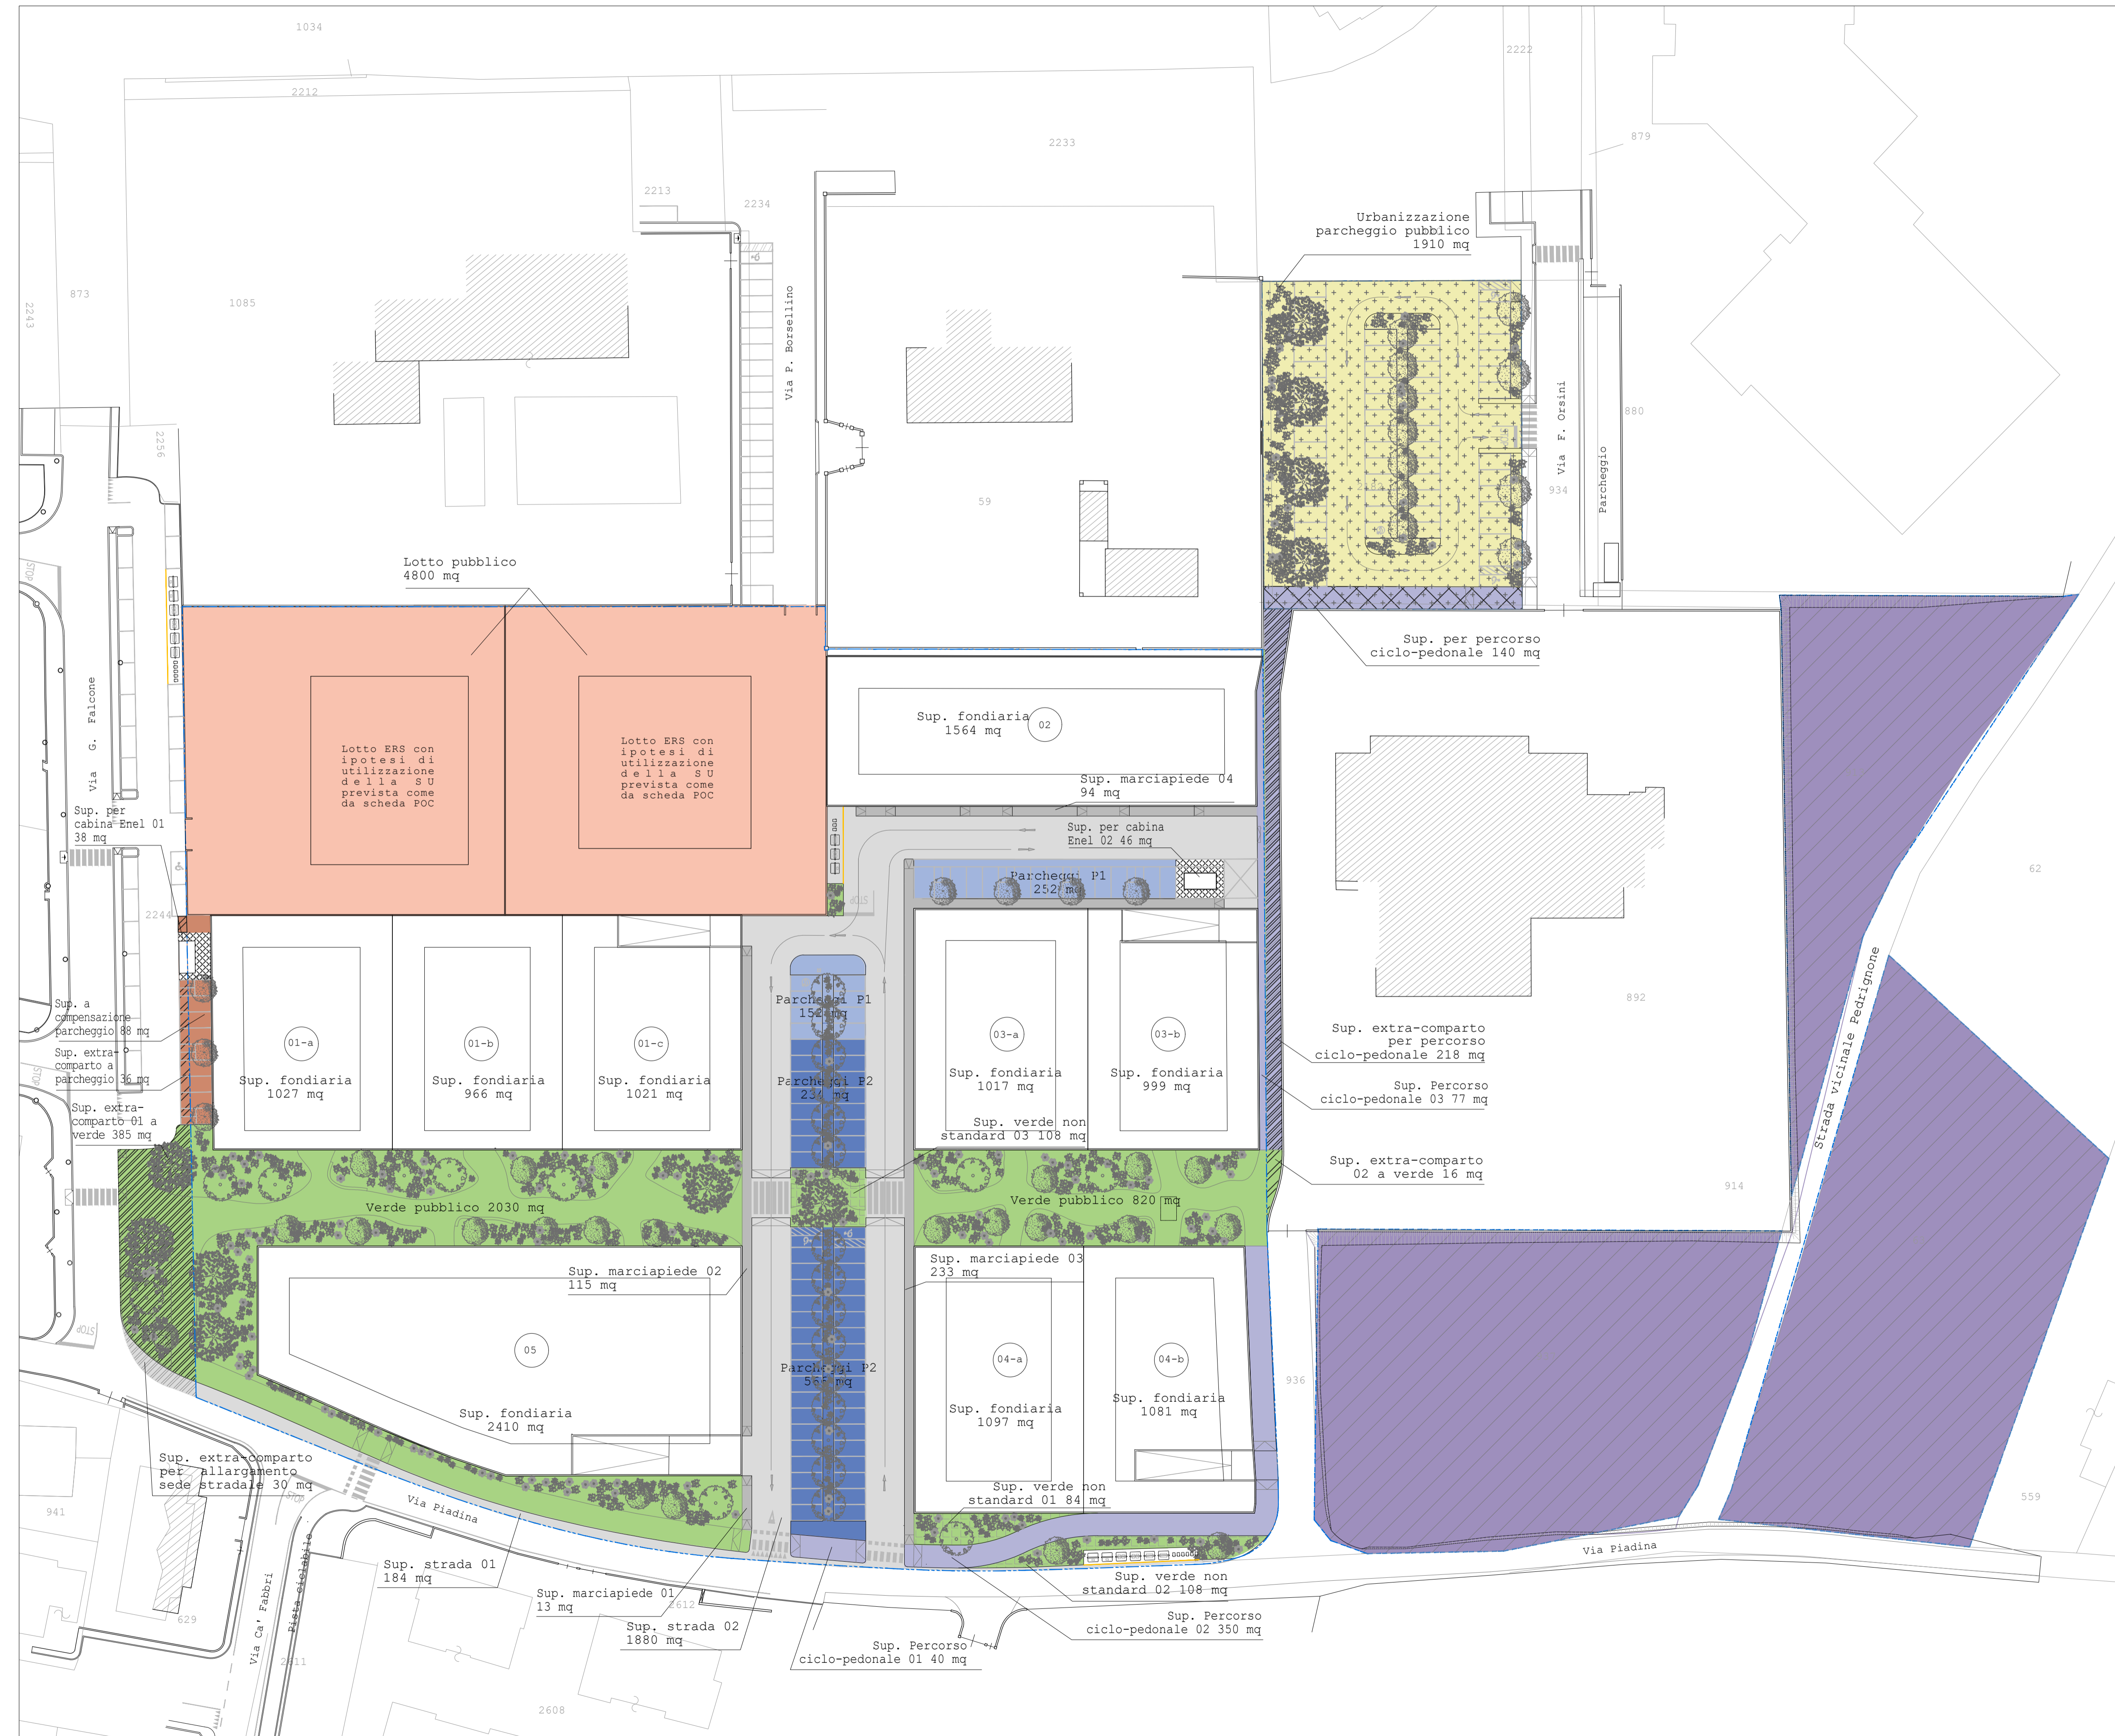 1034
2222
2212
879
2233
2213
2234
Urbanizzazione
parcheggio pubblico
1910 mq
873
2243
1085
Via P. Borsellino
880
2256
Via F. Orsini
Parcheggio
934
59
STOP
Lotto pubblico
4800 mq
Sup. per percorso
ciclo-pedonale 140 mq
Via G. Falcone
Sup. fondiaria
1564 mq
02
Lotto ERS con
ipotesi di
utilizzazione
della SU
prevista come
da scheda POC
Lotto ERS con
ipotesi di
utilizzazione
della SU
prevista come
da scheda POC
Sup. marciapiede 04
94 mq
Sup. per
cabina Enel 01
38 mq
Sup. per cabina
Enel 02 46 mq
Parcheggi P1
252 mq
62
STOP
2244
Strada vicinale Pedrignone
892
Parcheggi P1
152 mq
Sup. a
compensazione
parcheggio 88 mq
Sup. extra-
comparto a
parcheggio 36 mq
01-a
Sup. fondiaria
1027 mq
01-b
Sup. fondiaria
966 mq
01-c
Sup. fondiaria
1021 mq
03-a
Sup. fondiaria
1017 mq
03-b
Sup. fondiaria
999 mq
Sup. extra-comparto
per percorso
ciclo-pedonale 218 mq
STOP
Parcheggi P2
Sup. Percorso
ciclo-pedonale 03 77 mq
Sup. extra-
comparto 01 a
verde 385 mq
Sup. verde non
standard 03 108 mq
Sup. extra-comparto
02 a verde 16 mq
914
Verde pubblico 2030 mq
Verde pubblico 820 mq
Sup. marciapiede 02
115 mq
Sup. marciapiede 03
233 mq
STOP
05
Sup. fondiaria
2410 mq
Parcheggi P2
04-a
Sup. fondiaria
1097 mq
04-b
Sup. fondiaria
1081 mq
936
Sup. extra-comparto
per allargamento
sede stradale 30 mq
STOP
Sup. verde non
standard 01 84 mq
559
941
Via Piadina
Via Piadina
Sup. strada 01
184 mq
Sup. marciapiede 01
13 mq
Sup. verde non
standard 02 108 mq
2612
629
Via Ca' Fabbri
Pista ciclabile
Sup. strada 02
1880 mq
Sup. Percorso
ciclo-pedonale 02 350 mq
Sup. Percorso
ciclo-pedonale 01 40 mq
2611
2608